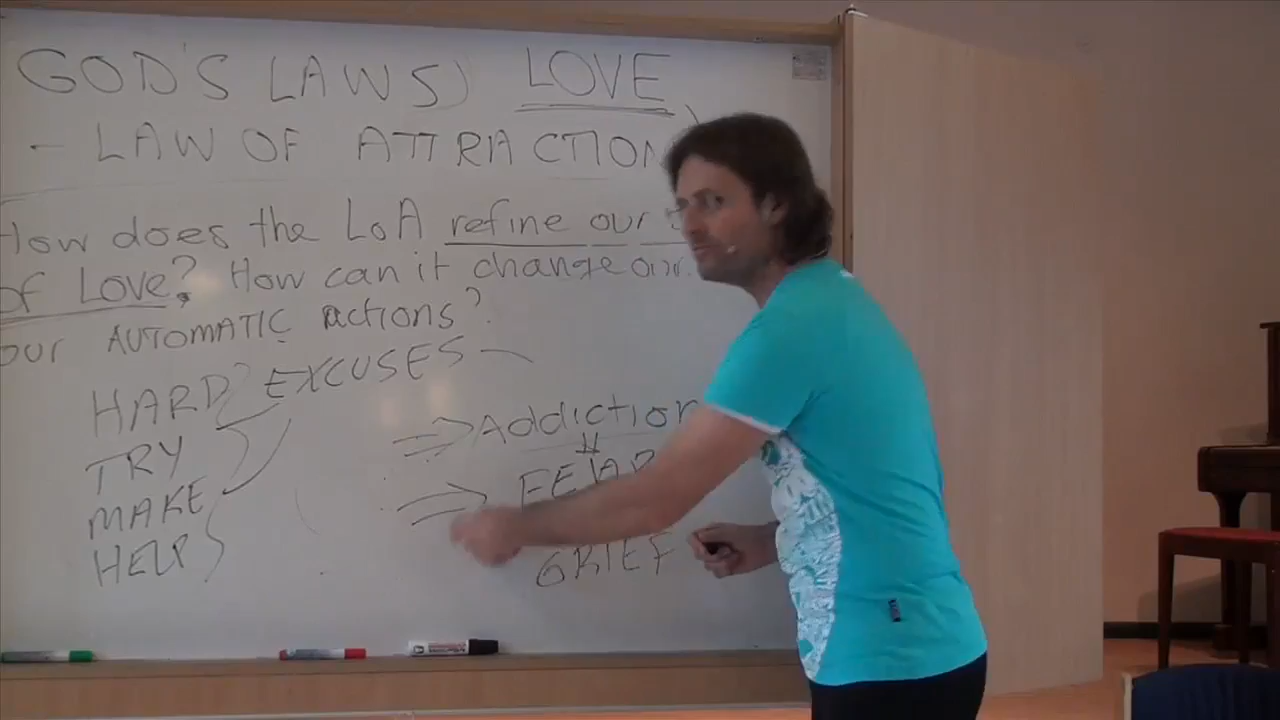 GOD'S LAWS) LOVE
- LAW OF ATTRACTION
How does the LoA refine our
of Love? How can it change our
our AUTOMATIC actions?
HARD? EXCUSES -
TRY
MAKE
HELP
⇒ Addiction
⇒ FEAR
GRIEF